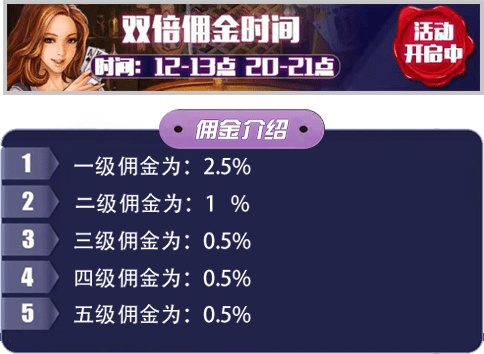 双倍佣金时间
时间：12-13点 20-21点
活动
开启中
佣金介绍
1 一级佣金为：2.5%
2 二级佣金为：1 %
3 三级佣金为：0.5%
4 四级佣金为：0.5%
5 五级佣金为：0.5%